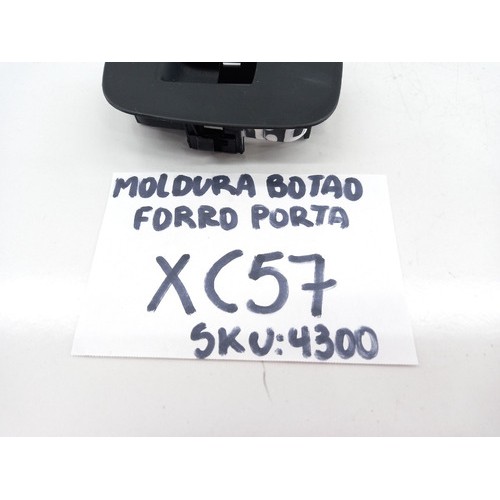 MOLDURA BOTAO
FORRO PORTA
XC57
SKU:4300